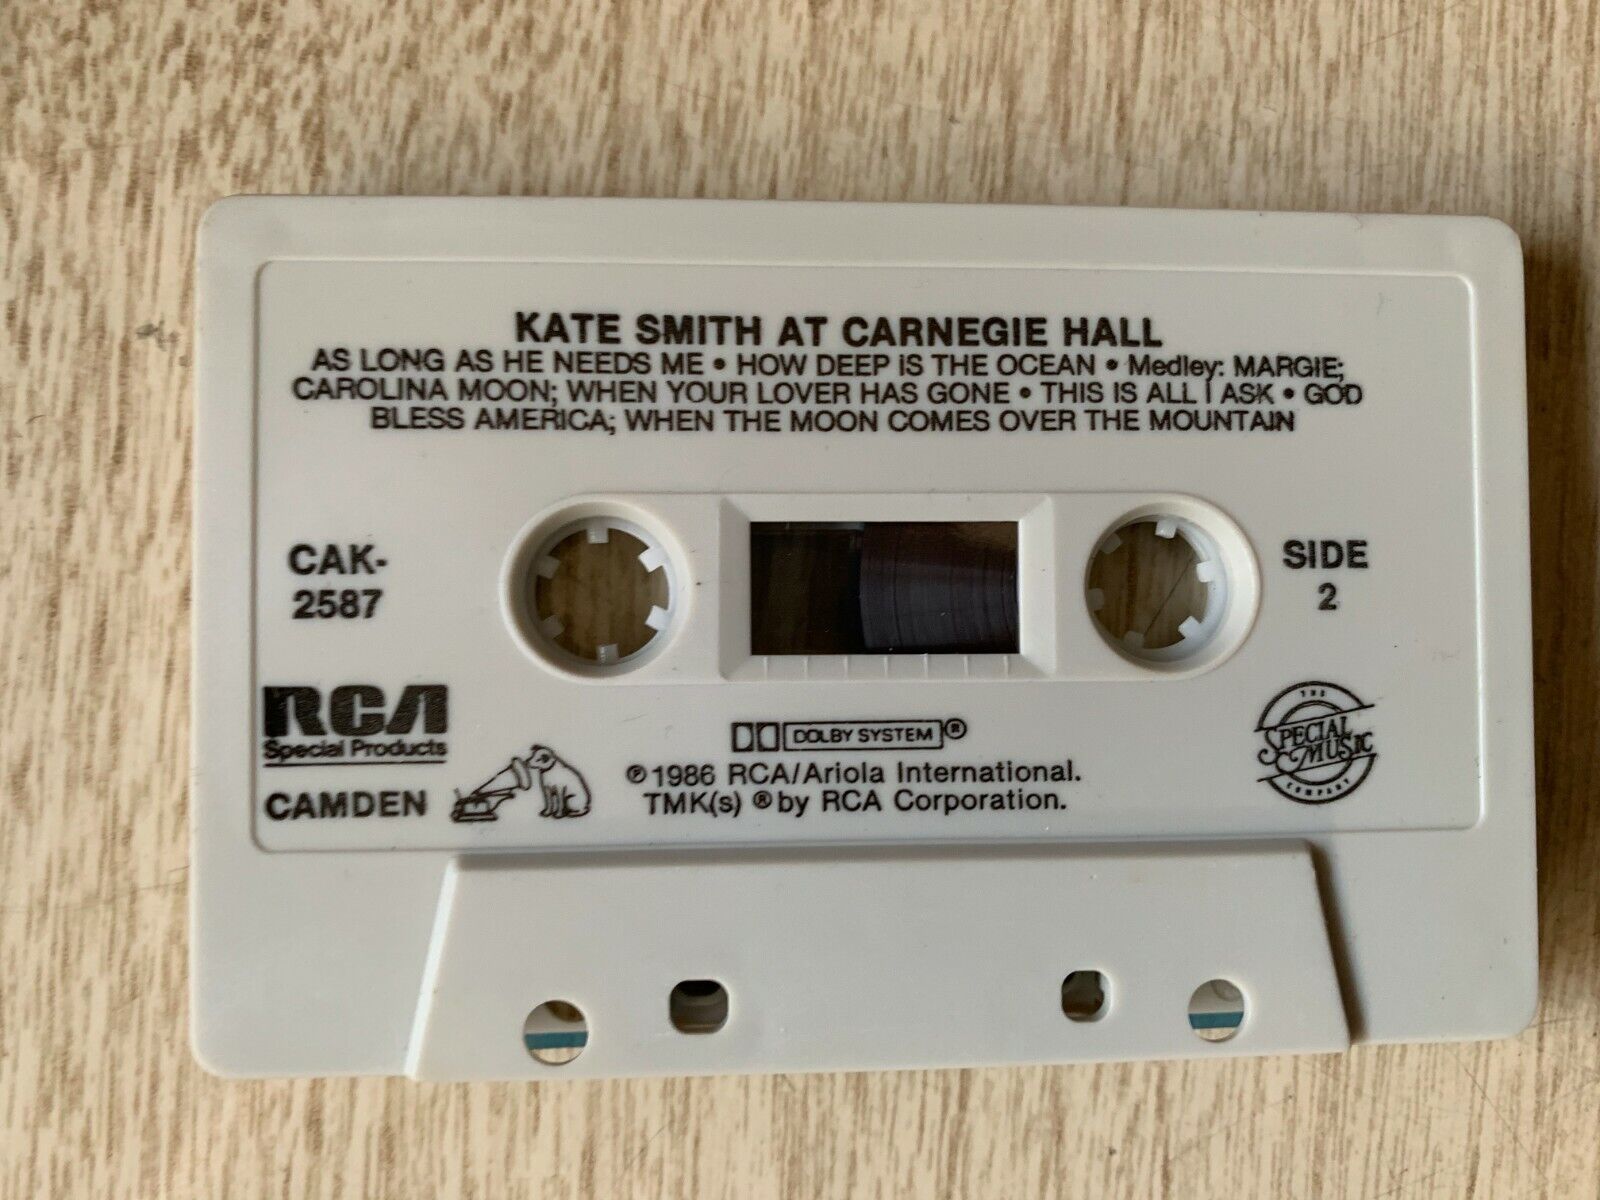 KATE SMITH AT CARNEGIE HALL
AS LONG AS HE NEEDS ME • HOW DEEP IS THE OCEAN • Medley: MARGIE;
CAROLINA MOON; WHEN YOUR LOVER HAS GONE • THIS IS ALL I ASK • GOD
BLESS AMERICA; WHEN THE MOON COMES OVER THE MOUNTAIN
CAK-
2587
SIDE
2
RCA
Special Products
CAMDEN
DOLBY SYSTEM ®
℗ 1986 RCA/Ariola International.
TMK(s) ® by RCA Corporation.
THE
SPECIAL
MUSIC
COMPANY